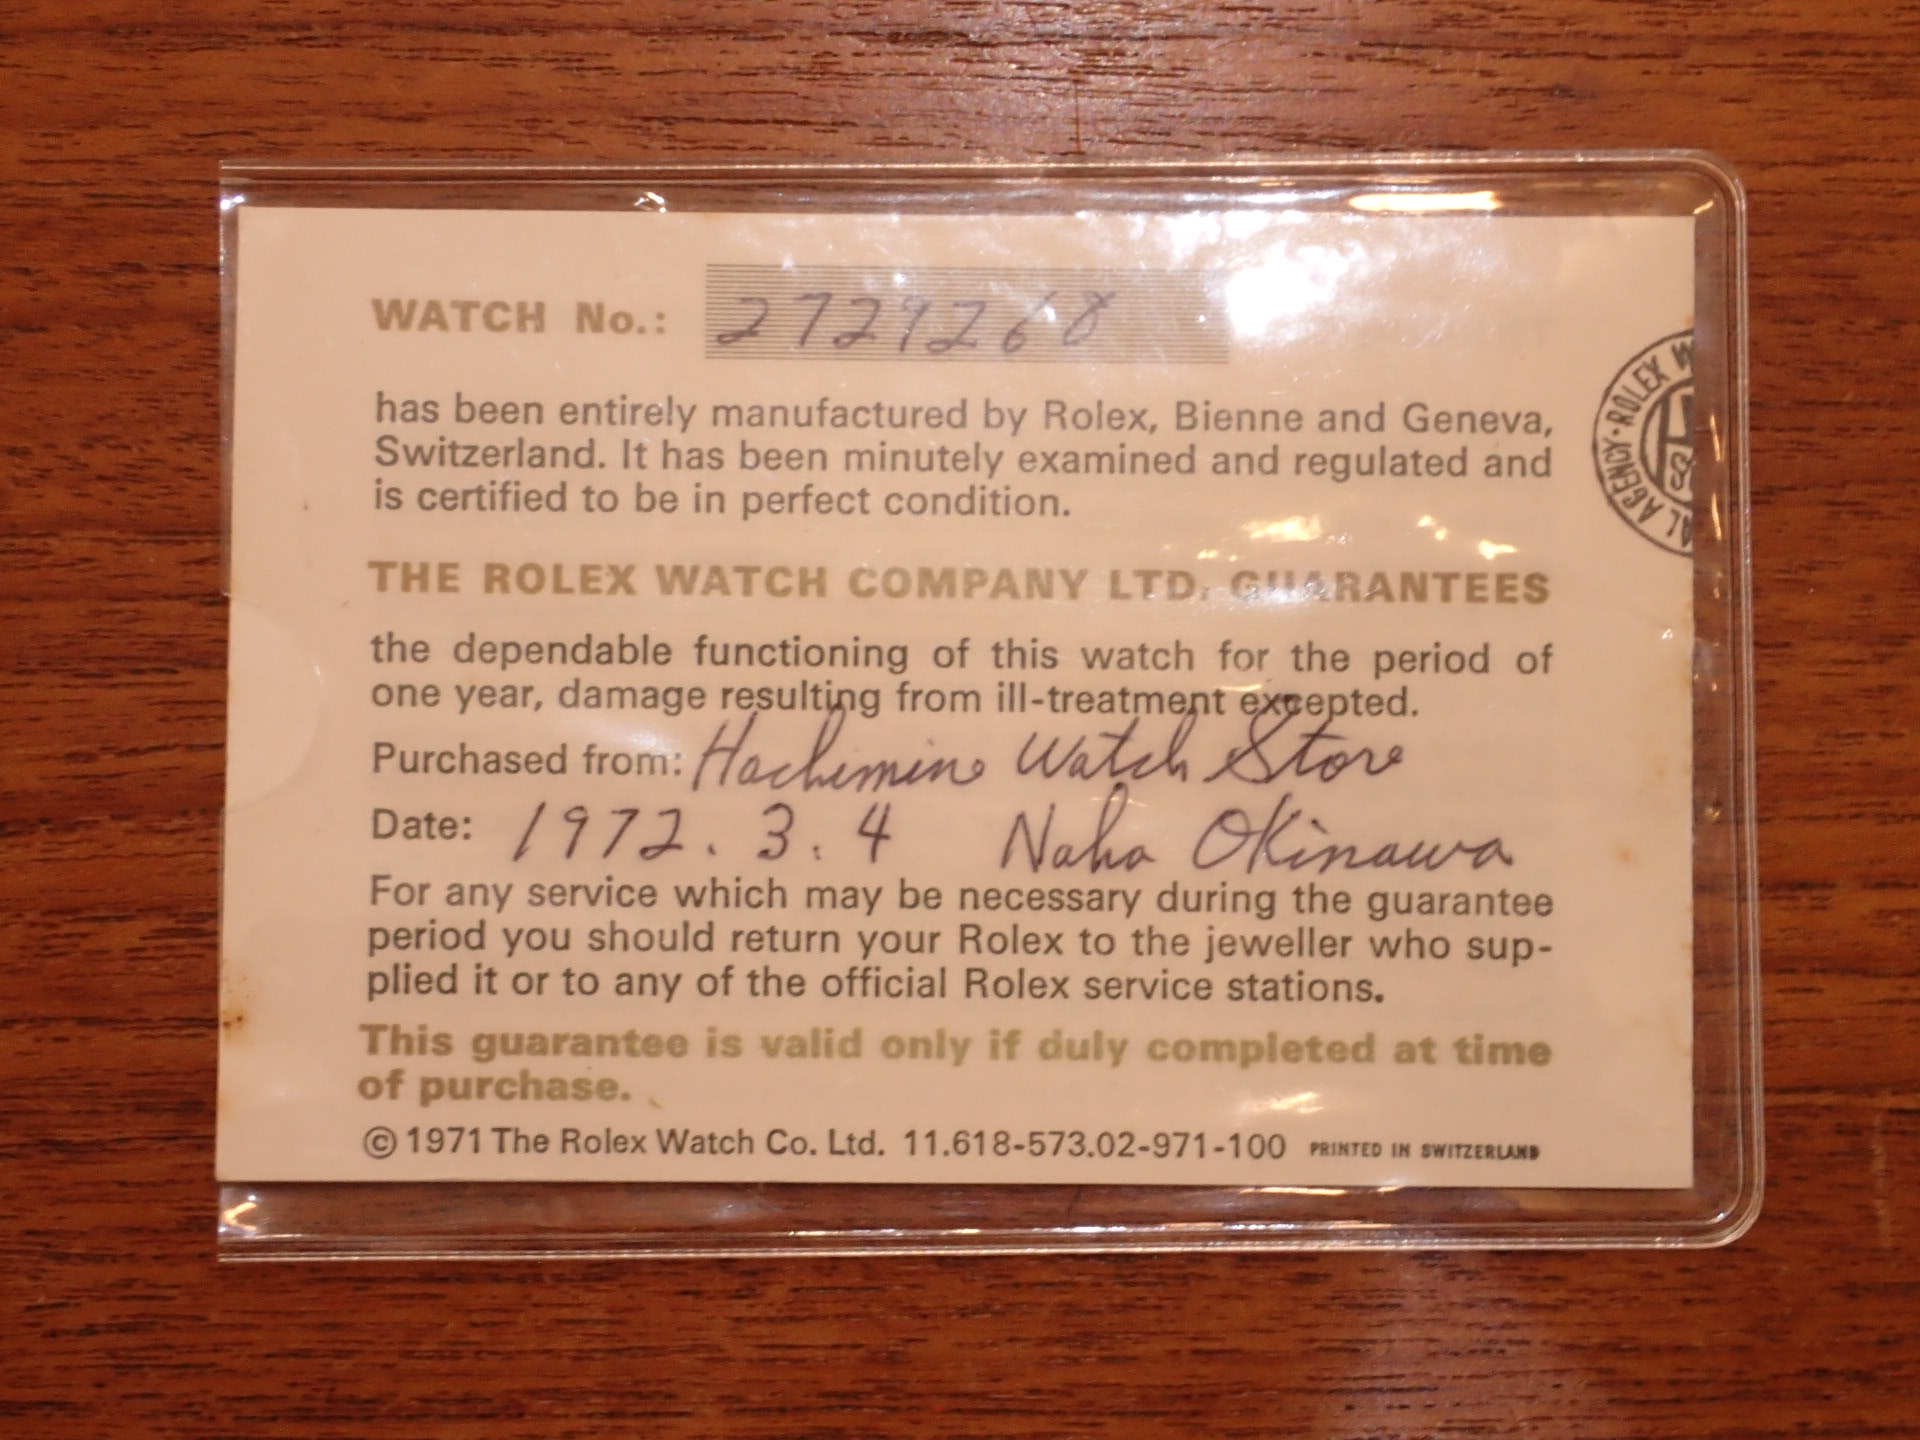 WATCH No.: 2729268
has been entirely manufactured by Rolex, Bienne and Geneva,
Switzerland. It has been minutely examined and regulated and
is certified to be in perfect condition.
THE ROLEX WATCH COMPANY LTD. GUARANTEES
the dependable functioning of this watch for the period of
one year, damage resulting from ill-treatment excepted.
Purchased from: Hachimine Watch Store
Date: 1972.3.4 Naha Okinawa
For any service which may be necessary during the guarantee
period you should return your Rolex to the jeweller who sup-
plied it or to any of the official Rolex service stations.
This guarantee is valid only if duly completed at time
of purchase.
© 1971 The Rolex Watch Co. Ltd. 11.618-573.02-971-100 PRINTED IN SWITZERLAND
AGENCY · ROLEX